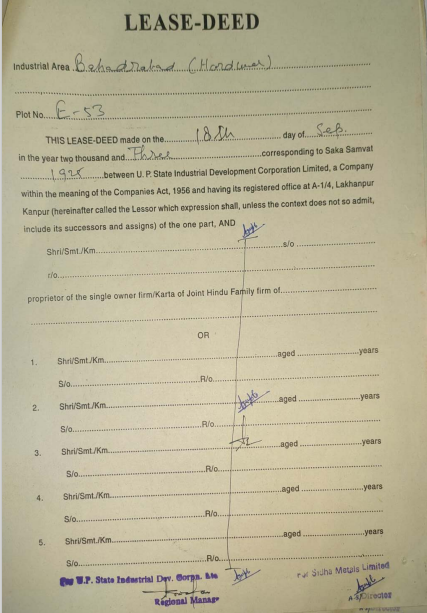 LEASE-DEED
Industrial Area Bahadrabad (Hardwar)
Plot No. E-53
THIS LEASE-DEED made on the 18th day of Sep.
in the year two thousand and Three corresponding to Saka Samvat
1925 between U. P. State Industrial Development Corporation Limited, a Company
within the meaning of the Companies Act, 1956 and having its registered office at A-1/4, Lakhanpur
Kanpur (hereinafter called the Lessor which expression shall, unless the context does not so admit,
include its successors and assigns) of the one part, AND
Shri/Smt./Km. s/o
r/o
proprietor of the single owner firm/Karta of Joint Hindu Family firm of
OR
1. Shri/Smt./Km. aged years
S/o R/o
2. Shri/Smt./Km. aged years
S/o R/o
3. Shri/Smt./Km. aged years
S/o R/o
4. Shri/Smt./Km. aged years
S/o R/o
5. Shri/Smt./Km. aged years
S/o R/o
For U.P. State Industrial Dev. Corpn. Ltd For Sidha Metals Limited
Regional Manage Director